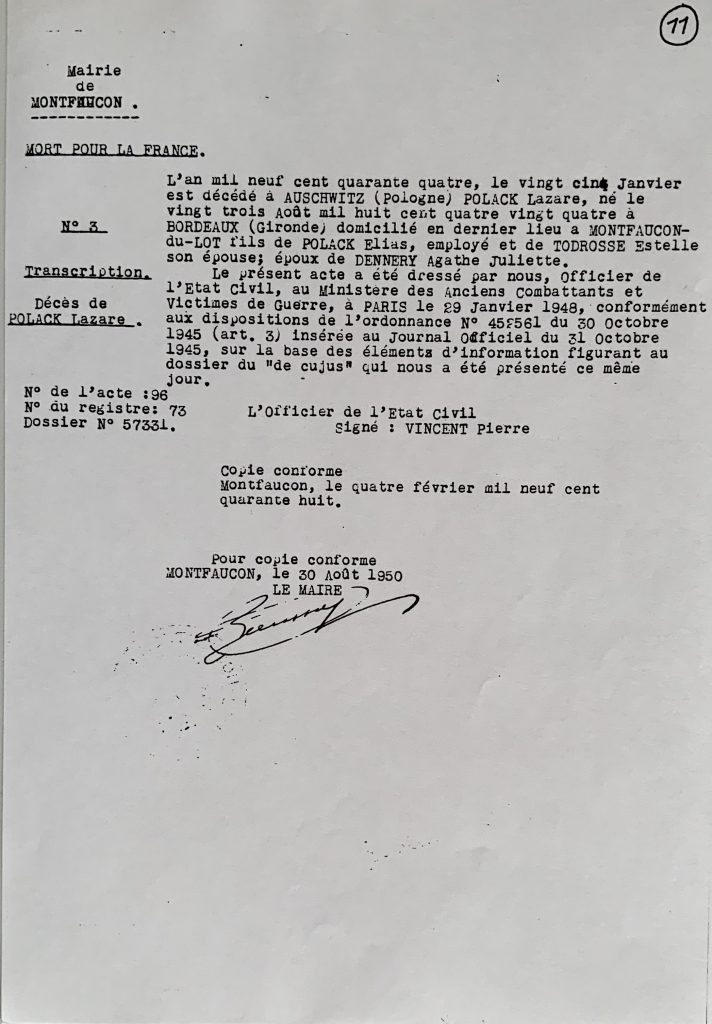 11
Mairie
de
MONTFAUCON .
MORT POUR LA FRANCE.
L'an mil neuf cent quarante quatre, le vingt cinq Janvier
est décédé à AUSCHWITZ (Pologne) POLACK Lazare, né le
vingt trois Août mil huit cent quatre vingt quatre à
BORDEAUX (Gironde) domicilié en dernier lieu a MONTFAUCON-
du-LOT fils de POLACK Elias, employé et de TODROSSE Estelle
son épouse; époux de DENNERY Agathe Juliette.
Le présent acte a été dressé par nous, Officier de
l'Etat Civil, au Ministère des Anciens Combattants et
Victimes de Guerre, à PARIS le 29 Janvier 1948, conformément
aux dispositions de l'ordonnance N° 452561 du 30 Octobre
1945 (art. 3) insérée au Journal Officiel du 31 Octobre
1945, sur la base des éléments d'information figurant au
dossier du "de cujus" qui nous a été présenté ce même
jour.
N° 3
Transcription.
Décès de
POLACK Lazare .
N° de l'acte :96
N° du registre: 73
Dossier N° 57331.
L'Officier de l'Etat Civil
Signé : VINCENT Pierre
Copie conforme
Montfaucon, le quatre février mil neuf cent
quarante huit.
Pour copie conforme
MONTFAUCON, le 30 Août 1950
LE MAIRE